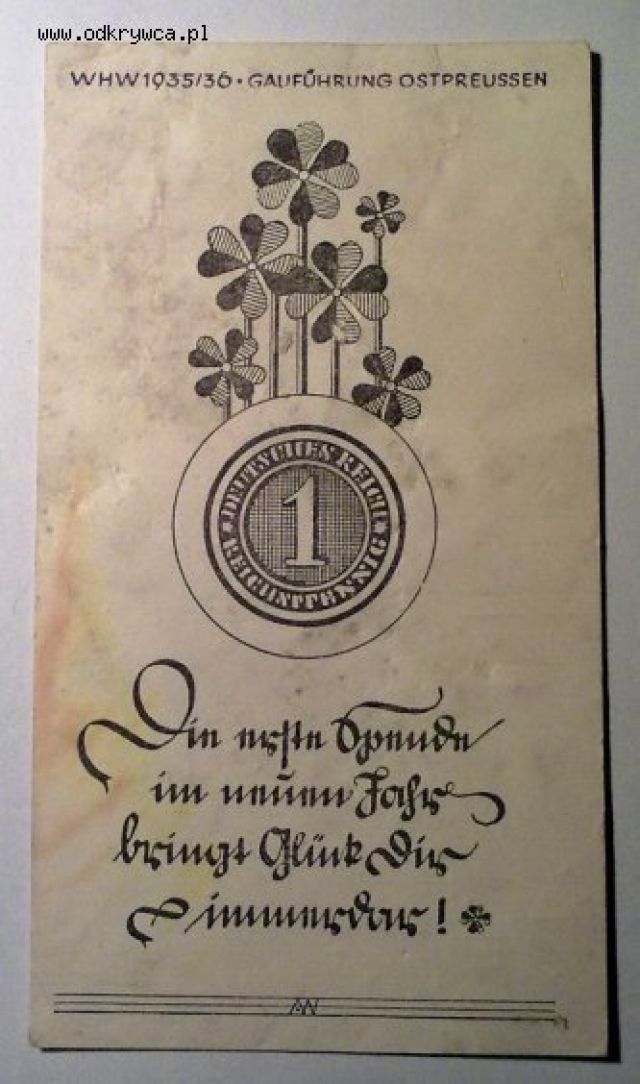 www.odkrywca.pl
WHW 1935/36 • GAUFÜHRUNG OSTPREUSSEN
DEUTSCHES REICH
1
REICHSPFENNIG
Die erste Spende
im neuen Jahr
bringt Glück Dir
immerdar!
AN